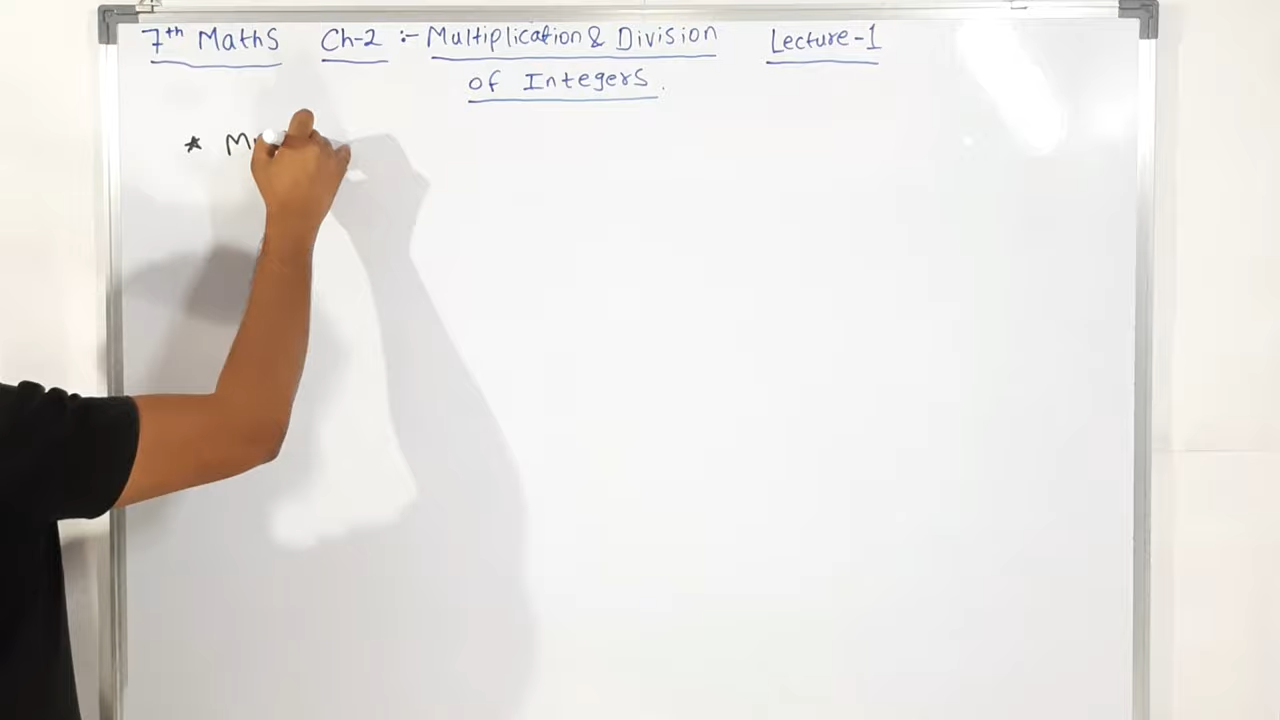 7th Maths Ch-2 :- Multiplication & Division Lecture-1
of Integers.
★